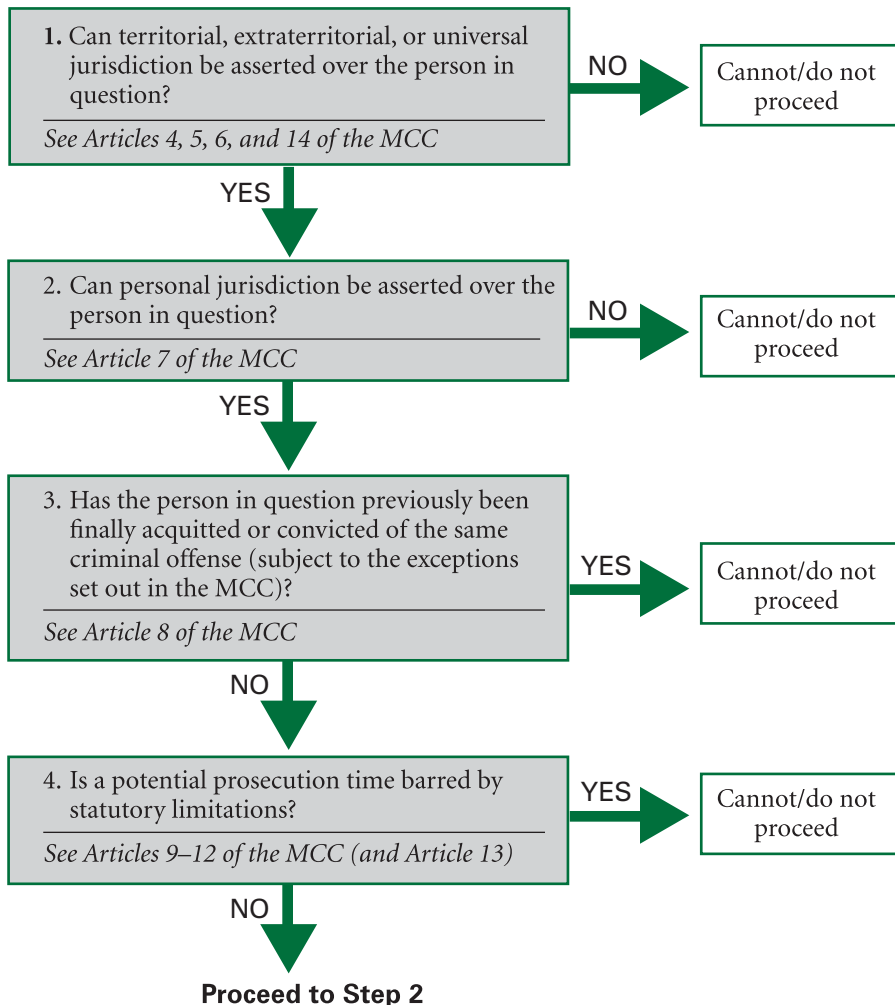 1. Can territorial, extraterritorial, or universal
jurisdiction be asserted over the person in
question?
See Articles 4, 5, 6, and 14 of the MCC
NO
Cannot/do not
proceed
YES
2. Can personal jurisdiction be asserted over the
person in question?
See Article 7 of the MCC
NO
Cannot/do not
proceed
YES
3. Has the person in question previously been
finally acquitted or convicted of the same
criminal offense (subject to the exceptions
set out in the MCC)?
See Article 8 of the MCC
YES
Cannot/do not
proceed
NO
4. Is a potential prosecution time barred by
statutory limitations?
See Articles 9–12 of the MCC (and Article 13)
YES
Cannot/do not
proceed
NO
Proceed to Step 2